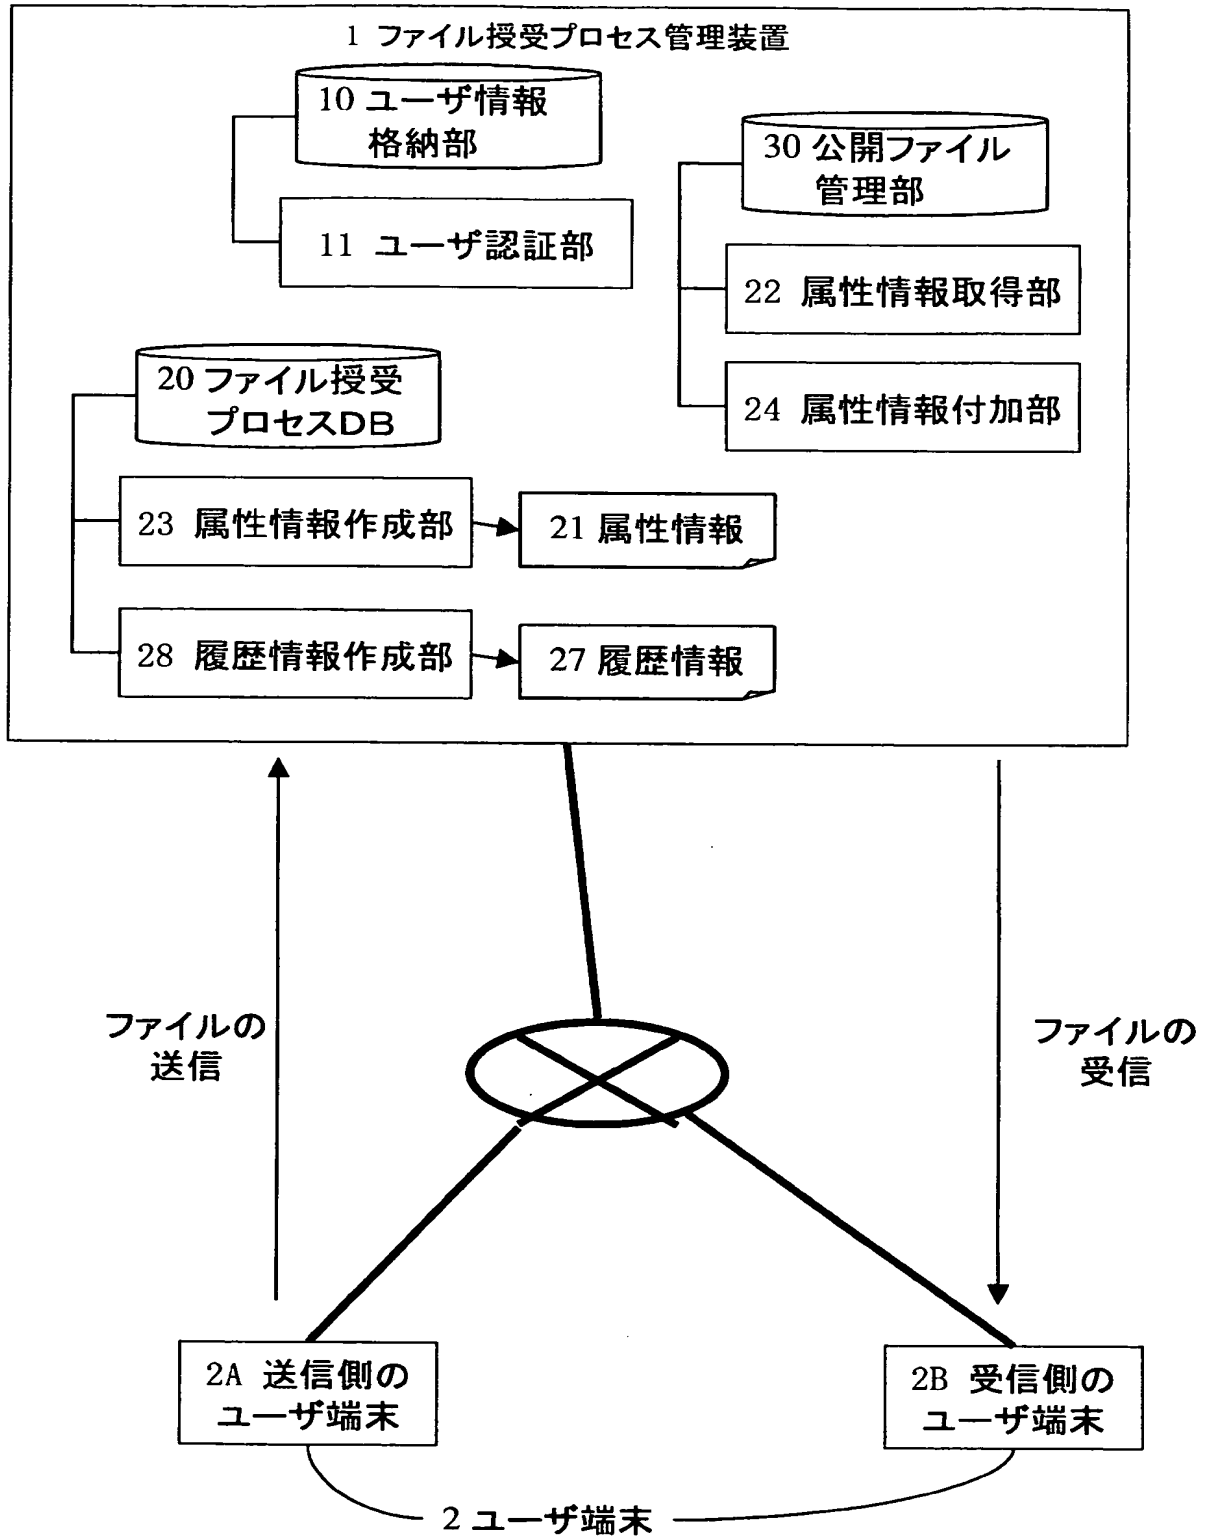 1 ファイル授受プロセス管理装置
10 ユーザ情報
格納部
11 ユーザ認証部
30 公開ファイル
管理部
22 属性情報取得部
24 属性情報付加部
20 ファイル授受
プロセスDB
23 属性情報作成部
21 属性情報
28 履歴情報作成部
27 履歴情報
ファイルの
送信
ファイルの
受信
2A 送信側の
ユーザ端末
2B 受信側の
ユーザ端末
2 ユーザ端末